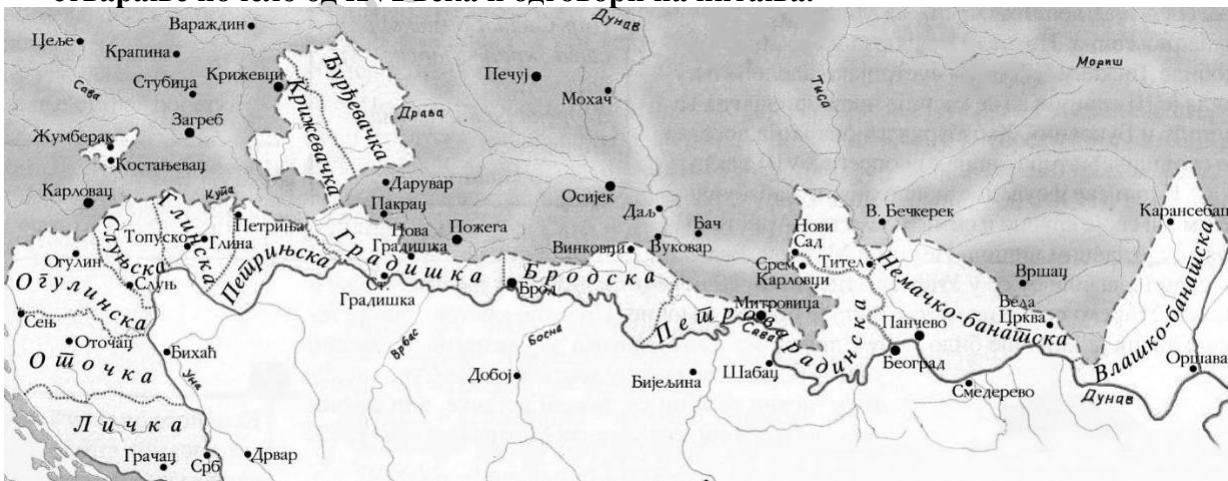 стварање почело од XVI века и одговори на питања.
Вараждин
Дунав
Цеље
Крапина
Стубица
Крижевци
Ђурђевачка
Крижевачка
Печуј
Мохач
Тиса
Мориш
Сава
Загреб
Драва
Жумберак
Костањевац
Карловац
Купа
Дарувар
Пакрац
Осијек
Даљ
Бач
Нови
Сад
В. Бечкерек
Карансебаш
Слуњска
Глинска
Топуско
Глина
Петриња
Нова
Градишка
Пожега
Винковци
Вуковар
Срем.
Карловци
Тител
Вршац
Огулин
Слуњ
Петрињска
Градишка
Ст.
Градишка
Брод
Бродска
Митровица
Немачко-банатска
Бела
Црква
Влашко-банатска
Огулинска
Сењ
Оточац
Бихаћ
Уна
Врбас
Босна
Петроварадинска
Сава
Панчево
Београд
Оршава
Оточка
Добој
Бијељина
Шабац
Смедерево
Дунав
Личка
Грачац
Срб
Дрвар